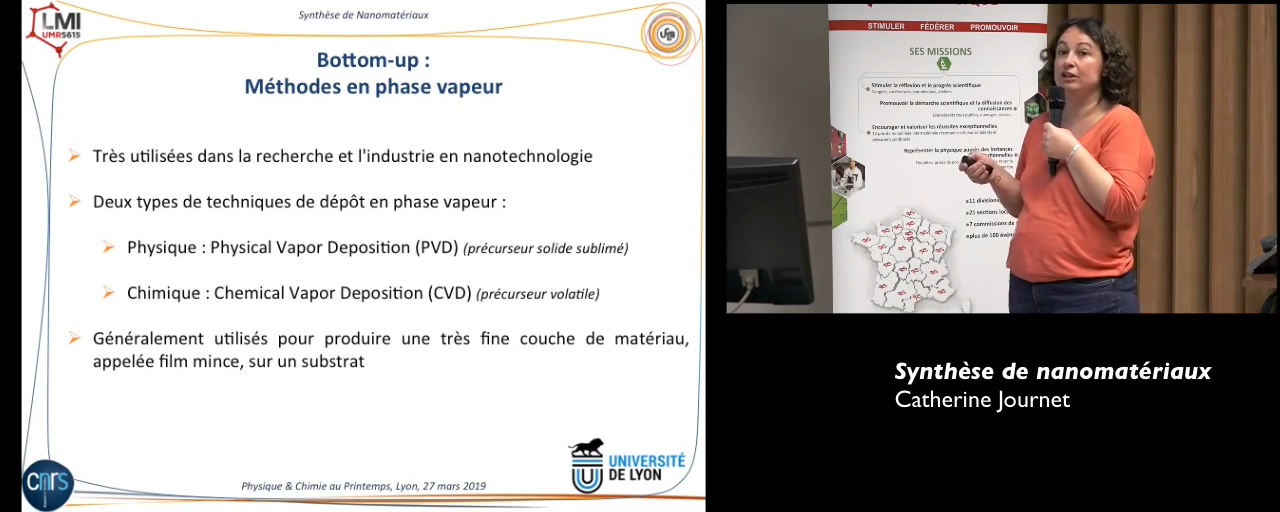 LMI
UMR5615
Synthèse de Nanomatériaux
Bottom-up :
Méthodes en phase vapeur
Très utilisées dans la recherche et l'industrie en nanotechnologie
Deux types de techniques de dépôt en phase vapeur :
Physique : Physical Vapor Deposition (PVD) (précurseur solide sublimé)
Chimique : Chemical Vapor Deposition (CVD) (précurseur volatile)
Généralement utilisés pour produire une très fine couche de matériau,
appelée film mince, sur un substrat
cnrs
Physique & Chimie au Printemps, Lyon, 27 mars 2019
UNIVERSITÉ
DE LYON
STIMULER FÉDÉRER PROMOUVOIR
SES MISSIONS
Stimuler la réflexion et le progrès scientifique
Promouvoir la démarche scientifique et la diffusion des
connaissances
Encourager et valoriser les réussites exceptionnelles
Représenter la physique auprès des instances
11 divisions
21 sections
7 commissions
plus de 100
Synthèse de nanomatériaux
Catherine Journet